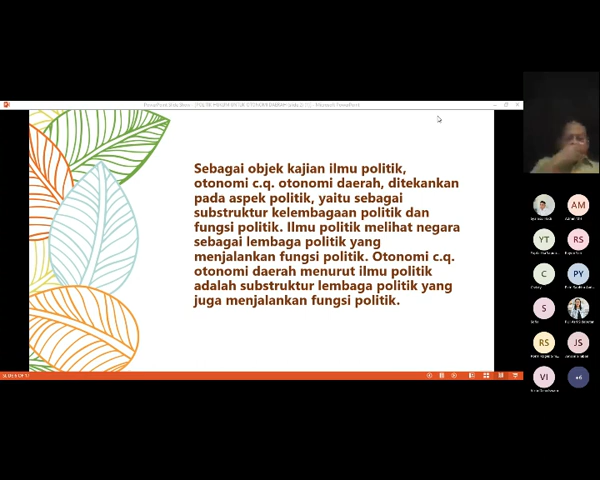 Sebagai objek kajian ilmu politik,
otonomi c.q. otonomi daerah, ditekankan
pada aspek politik, yaitu sebagai
substruktur kelembagaan politik dan
fungsi politik. Ilmu politik melihat negara
sebagai lembaga politik yang
menjalankan fungsi politik. Otonomi c.q.
otonomi daerah menurut ilmu politik
adalah substruktur lembaga politik yang
juga menjalankan fungsi politik.
AM
YT RS
C PY
S
RS JS
VI +6